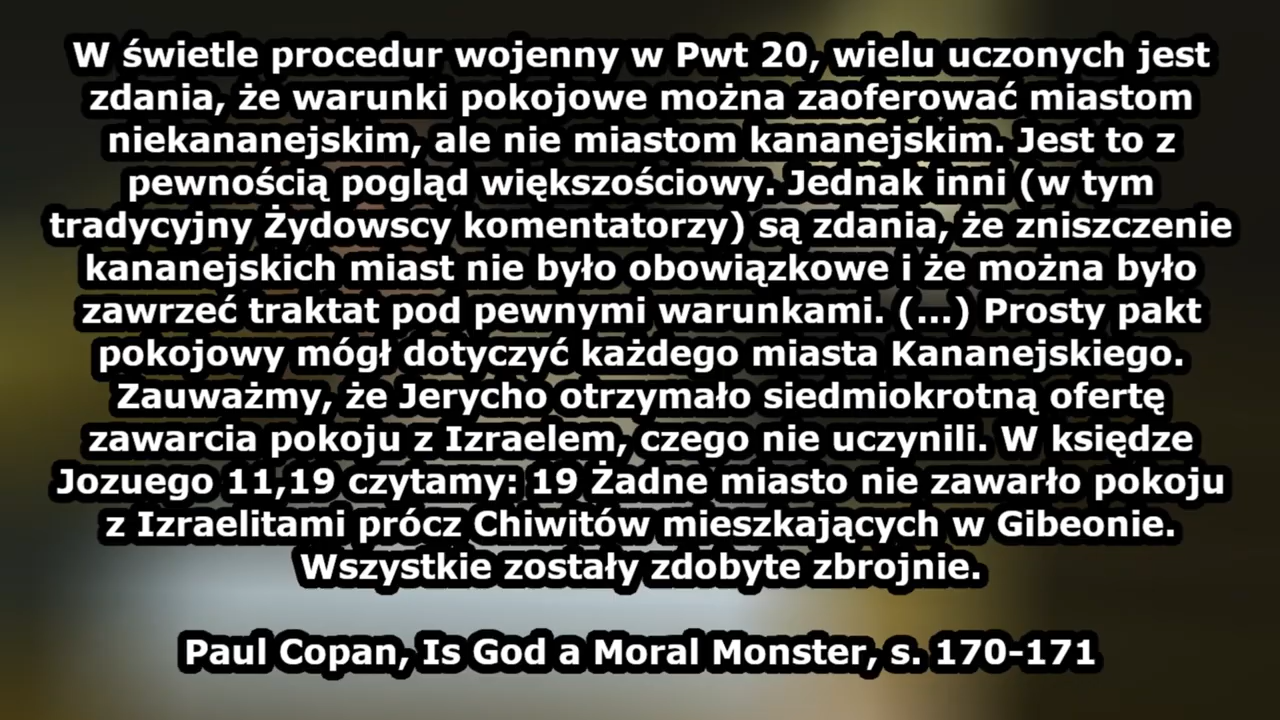 W świetle procedur wojenny w Pwt 20, wielu uczonych jest
zdania, że warunki pokojowe można zaoferować miastom
niekananejskim, ale nie miastom kananejskim. Jest to z
pewnością pogląd większościowy. Jednak inni (w tym
tradycyjny Żydowscy komentatorzy) są zdania, że zniszczenie
kananejskich miast nie było obowiązkowe i że można było
zawrzeć traktat pod pewnymi warunkami. (...) Prosty pakt
pokojowy mógł dotyczyć każdego miasta Kananejskiego.
Zauważmy, że Jerycho otrzymało siedmiokrotną ofertę
zawarcia pokoju z Izraelem, czego nie uczynili. W księdze
Jozuego 11,19 czytamy: 19 Żadne miasto nie zawarło pokoju
z Izraelitami prócz Chiwitów mieszkających w Gibeonie.
Wszystkie zostały zdobyte zbrojnie.
Paul Copan, Is God a Moral Monster, s. 170-171